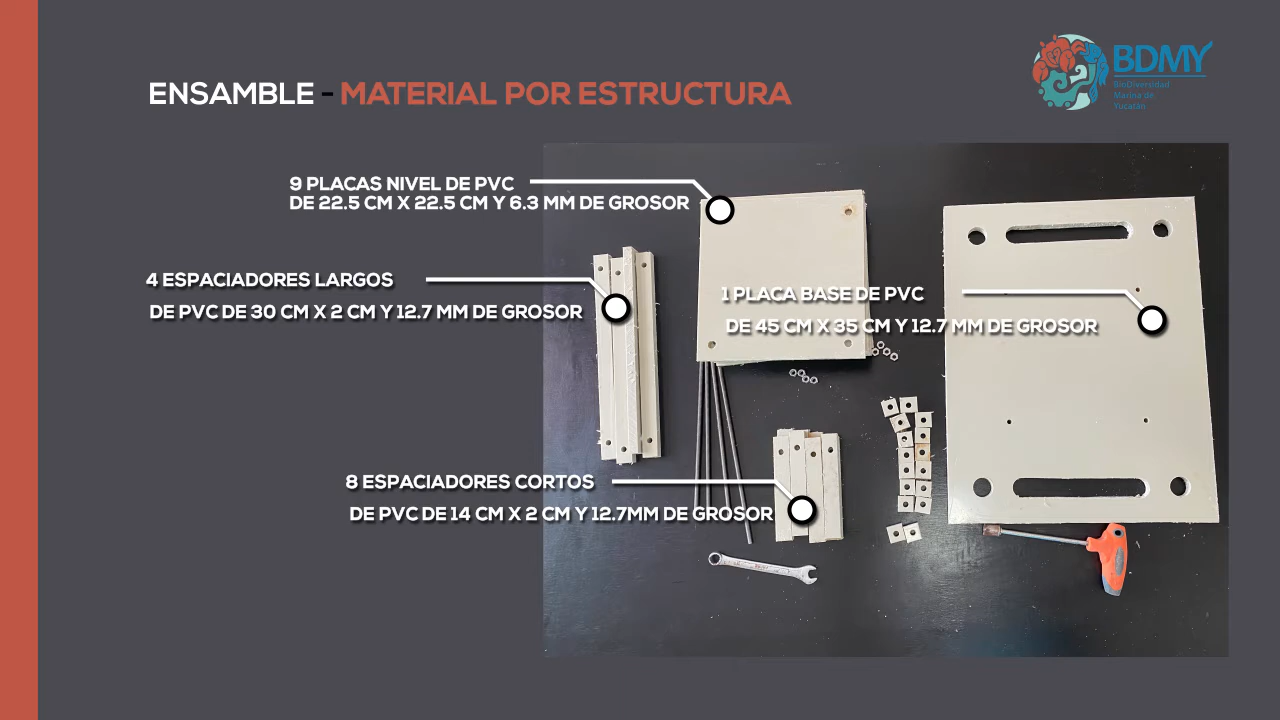 ENSAMBLE - MATERIAL POR ESTRUCTURA
BDMY
BioDiversidad
Marina de
Yucatán
9 PLACAS NIVEL DE PVC
DE 22.5 CM X 22.5 CM Y 6.3 MM DE GROSOR
4 ESPACIADORES LARGOS
DE PVC DE 30 CM X 2 CM Y 12.7 MM DE GROSOR
1 PLACA BASE DE PVC
DE 45 CM X 35 CM Y 12.7 MM DE GROSOR
8 ESPACIADORES CORTOS
DE PVC DE 14 CM X 2 CM Y 12.7MM DE GROSOR